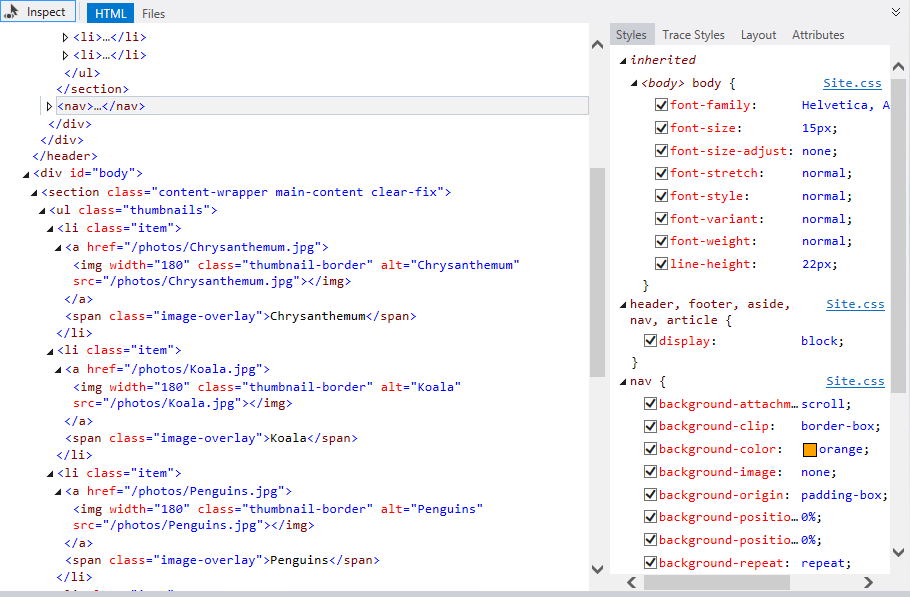 Inspect
HTML
Files
<li>…</li>
<li>…</li>
</ul>
</section>
<nav>…</nav>
</div>
</div>
</header>
<div id="body">
<section class="content-wrapper main-content clear-fix">
<ul class="thumbnails">
<li class="item">
<a href="/photos/Chrysanthemum.jpg">
<img width="180" class="thumbnail-border" alt="Chrysanthemum"
src="/photos/Chrysanthemum.jpg"></img>
</a>
<span class="image-overlay">Chrysanthemum</span>
</li>
<li class="item">
<a href="/photos/Koala.jpg">
<img width="180" class="thumbnail-border" alt="Koala"
src="/photos/Koala.jpg"></img>
</a>
<span class="image-overlay">Koala</span>
</li>
<li class="item">
<a href="/photos/Penguins.jpg">
<img width="180" class="thumbnail-border" alt="Penguins"
src="/photos/Penguins.jpg"></img>
</a>
<span class="image-overlay">Penguins</span>
</li>
Styles Trace Styles Layout Attributes
inherited
<body> body { Site.css
font-family: Helvetica, A
font-size: 15px;
font-size-adjust: none;
font-stretch: normal;
font-style: normal;
font-variant: normal;
font-weight: normal;
line-height: 22px;
}
header, footer, aside, Site.css
nav, article {
display: block;
}
nav { Site.css
background-attachm… scroll;
background-clip: border-box;
background-color: orange;
background-image: none;
background-origin: padding-box;
background-positio… 0%;
background-positio… 0%;
background-repeat: repeat;